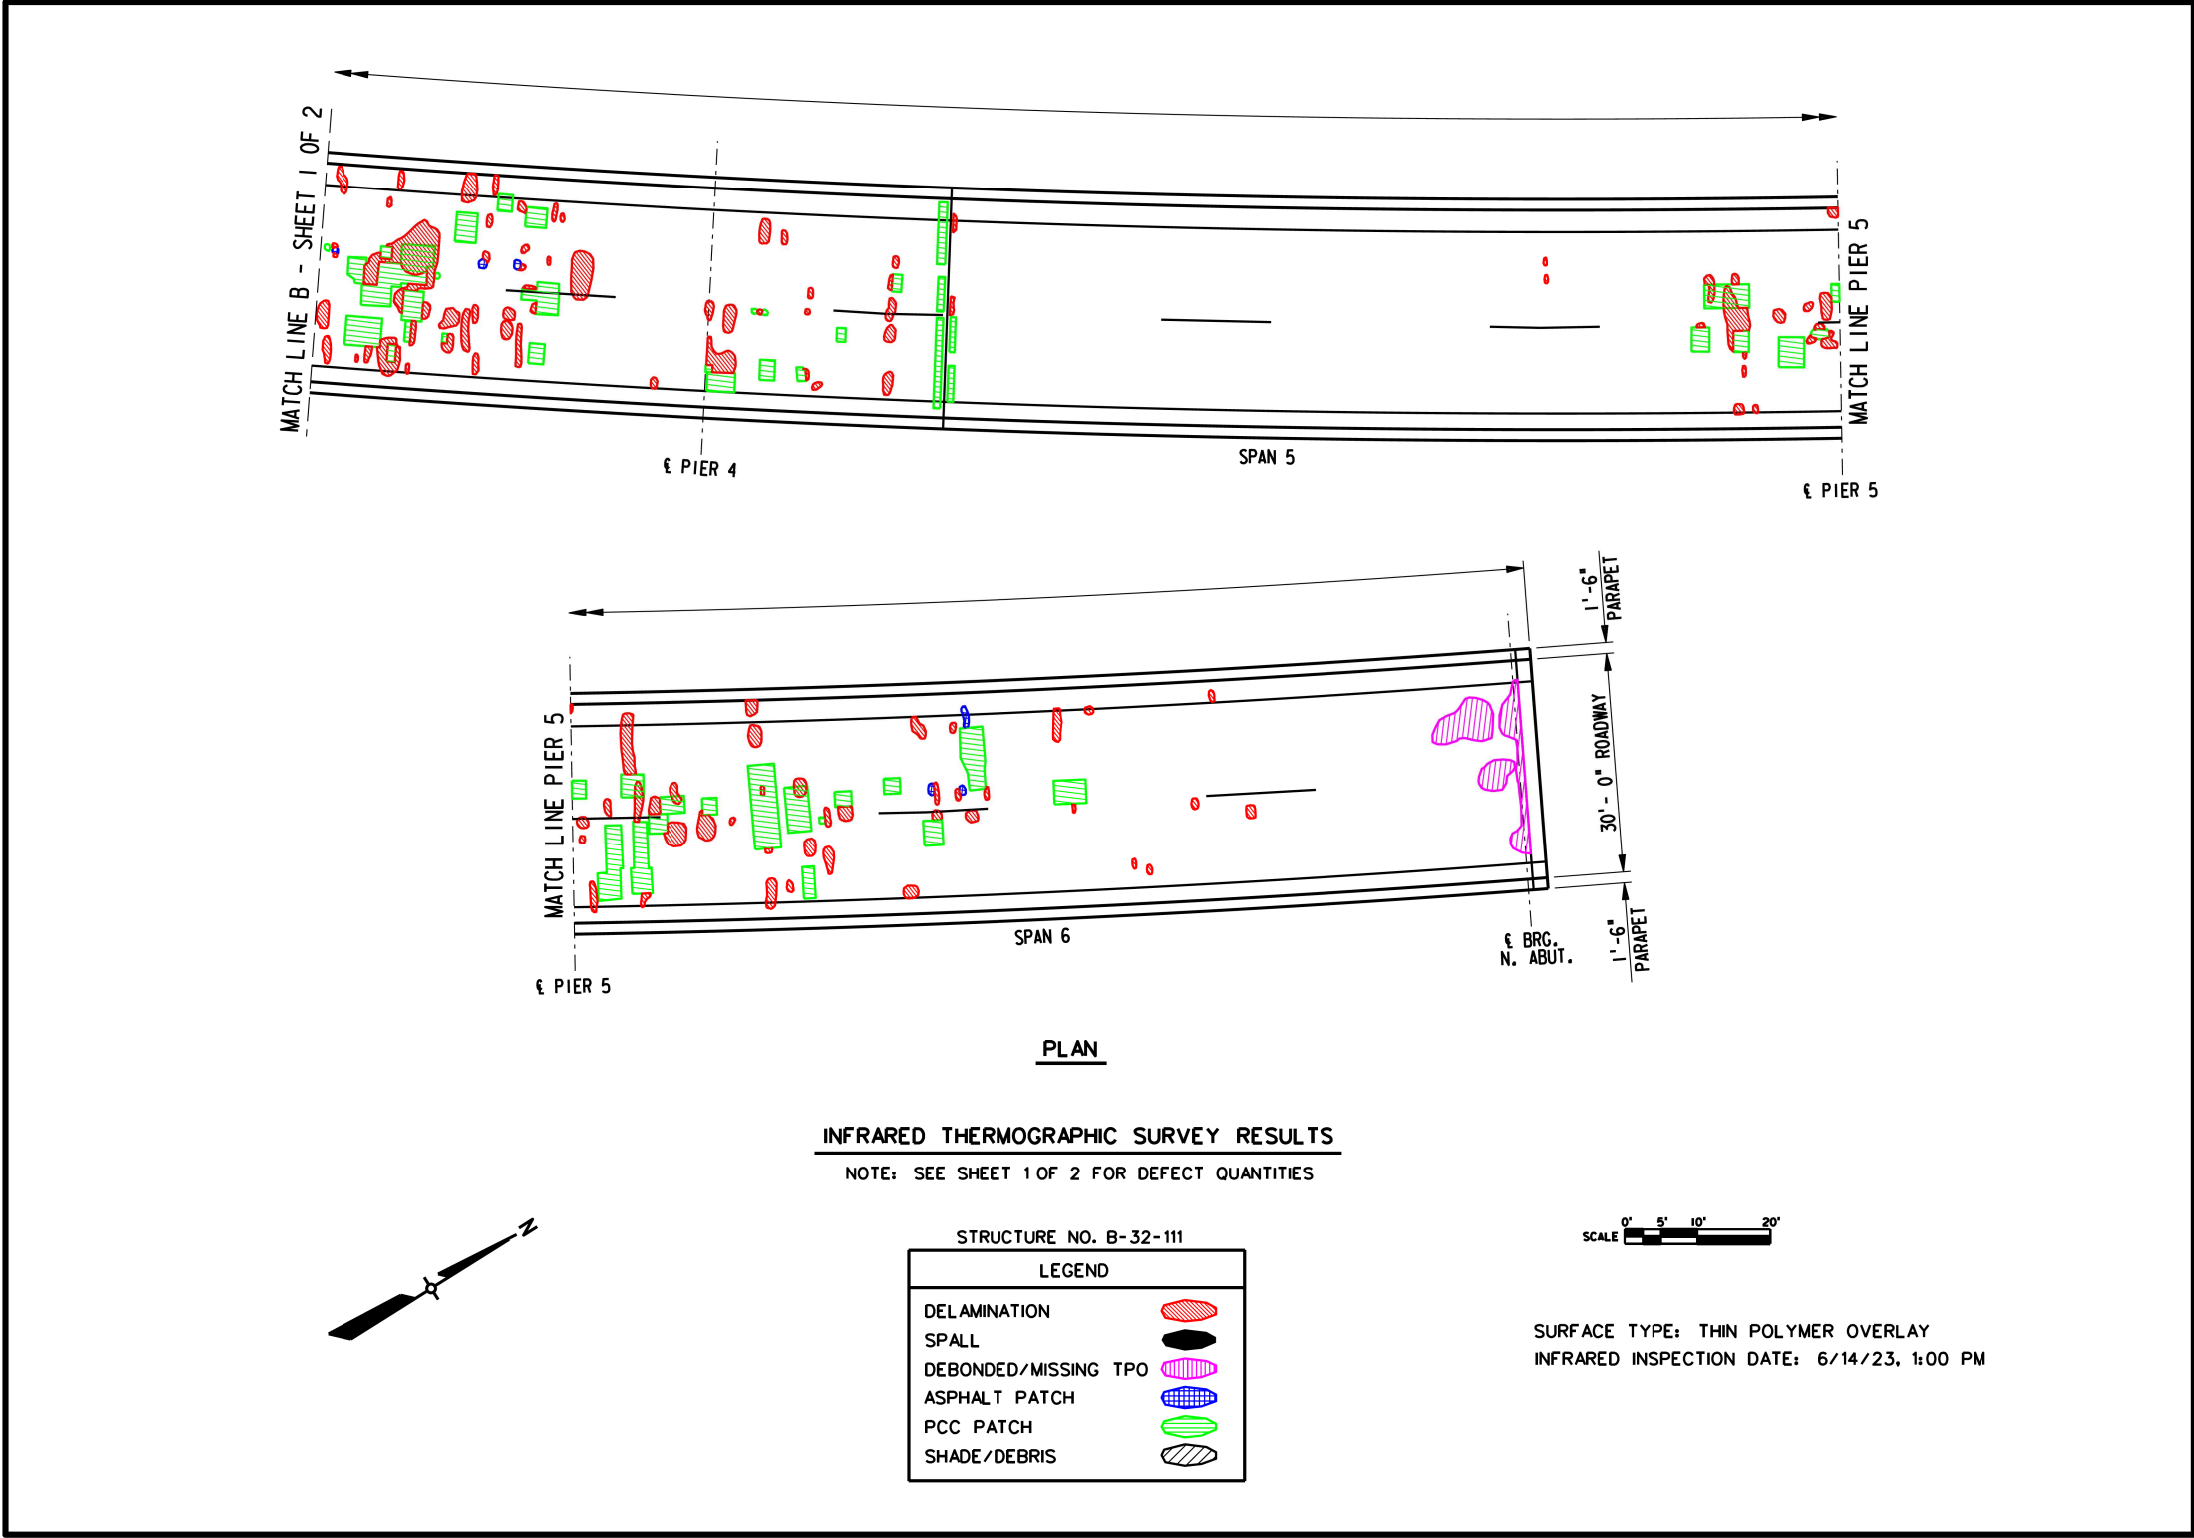 MATCH LINE B - SHEET 1 OF 2
MATCH LINE PIER 5
℄ PIER 4
SPAN 5
℄ PIER 5
1'-6"
PARAPET
MATCH LINE PIER 5
30'- 0" ROADWAY
SPAN 6
℄ BRG.
N. ABUT.
1'-6"
PARAPET
℄ PIER 5
PLAN
INFRARED THERMOGRAPHIC SURVEY RESULTS
NOTE: SEE SHEET 1 OF 2 FOR DEFECT QUANTITIES
N
SCALE 0' 5' 10' 20'
STRUCTURE NO. B-32-111
LEGEND
DELAMINATION
SPALL
DEBONDED/MISSING TPO
ASPHALT PATCH
PCC PATCH
SHADE/DEBRIS
SURFACE TYPE: THIN POLYMER OVERLAY
INFRARED INSPECTION DATE: 6/14/23, 1:00 PM